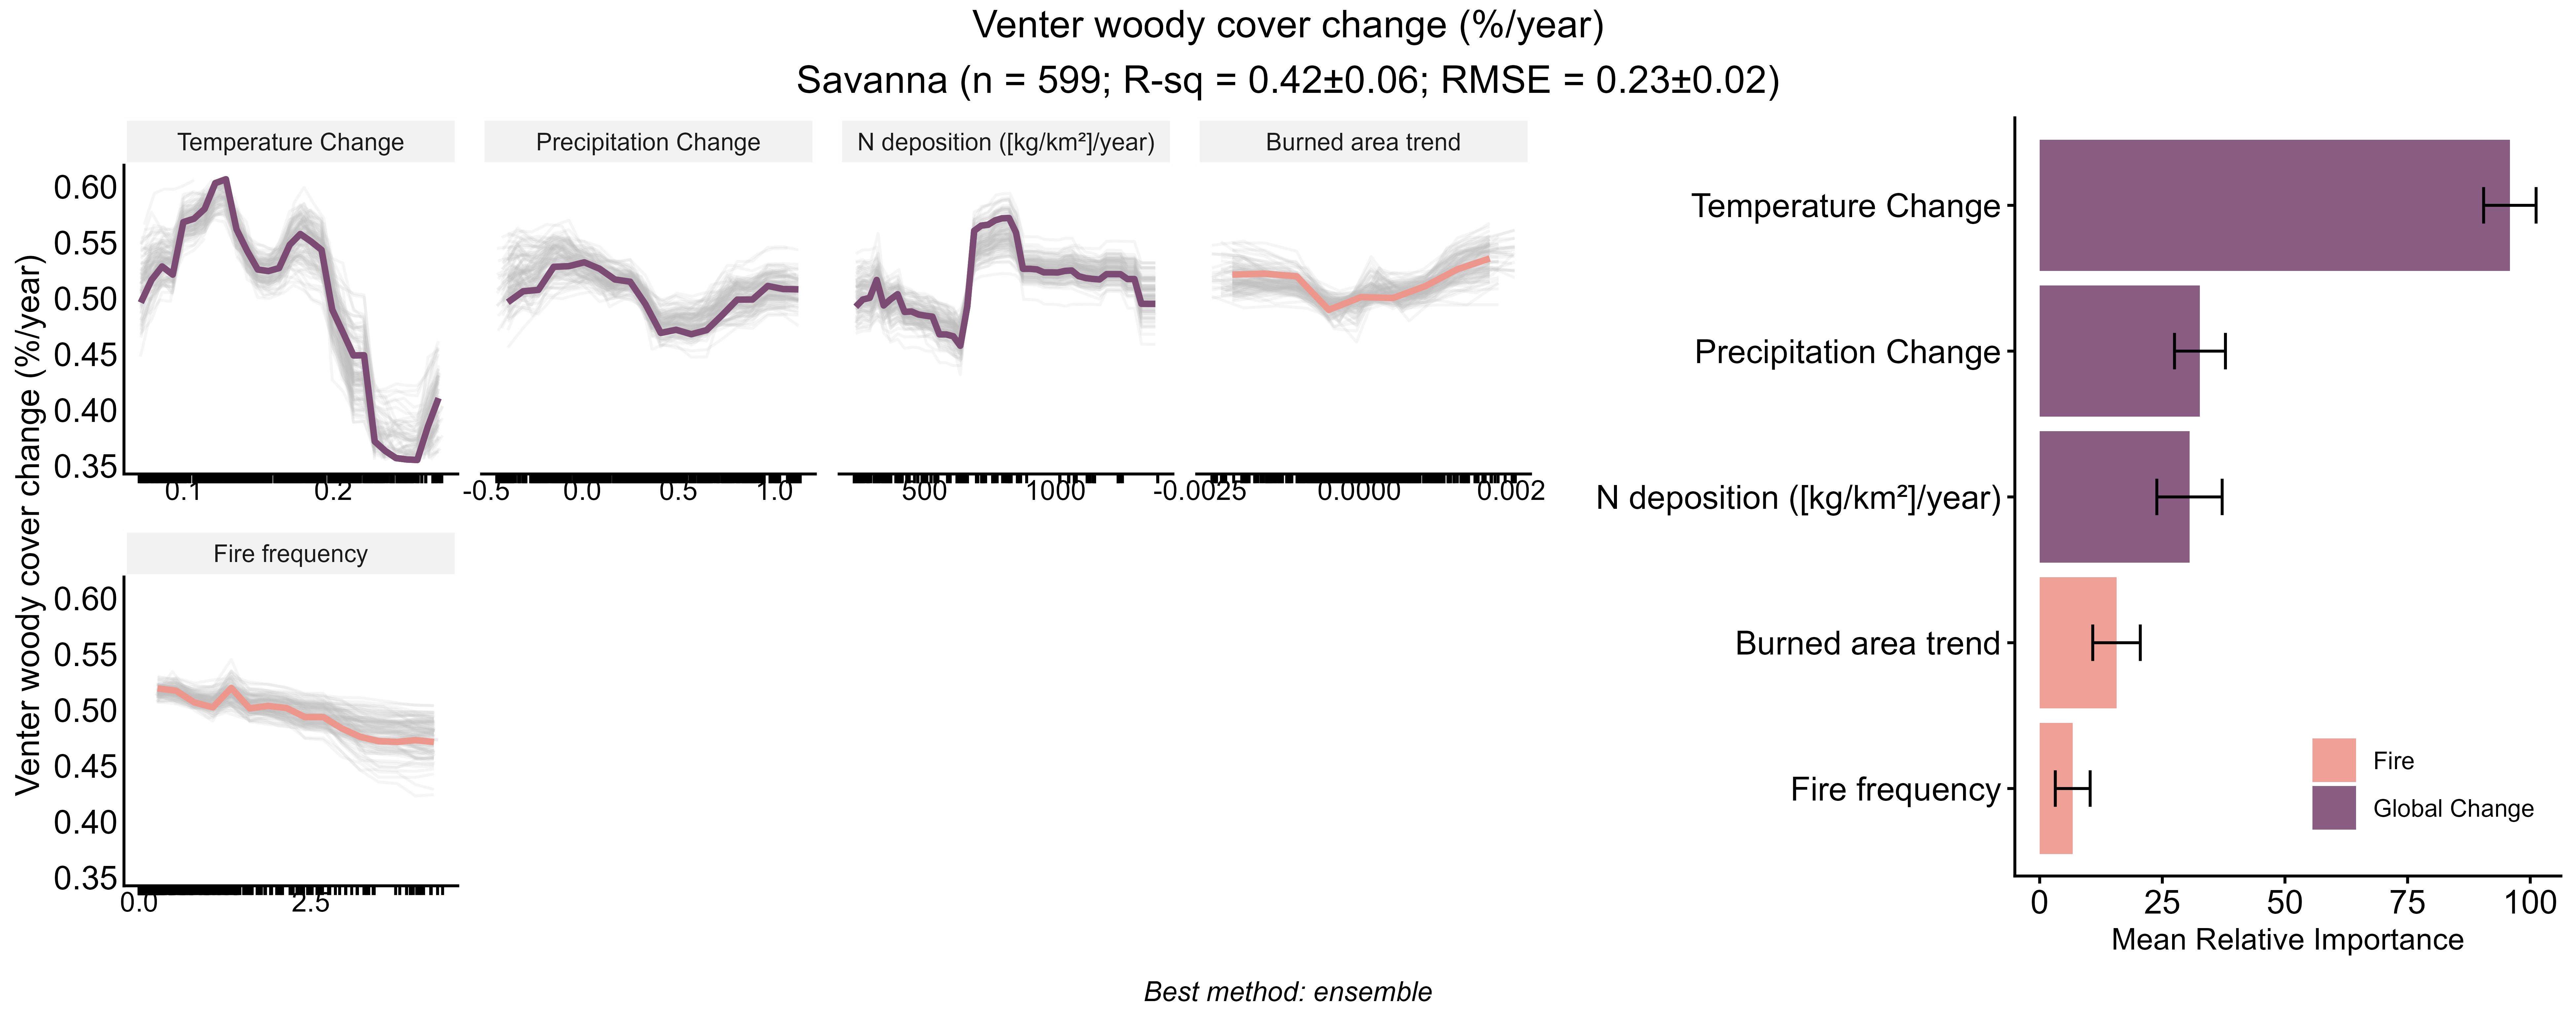 Venter woody cover change (%/year)
Savanna (n = 599; R-sq = 0.42±0.06; RMSE = 0.23±0.02)
Venter woody cover change (%/year)
Temperature Change
Precipitation Change
N deposition ([kg/km²]/year)
Burned area trend
0.60
0.55
0.50
0.45
0.40
0.35
0.1
0.2
-0.5
0.0
0.5
1.0
500
1000
-0.0025
0.0000
0.002
Fire frequency
0.60
0.55
0.50
0.45
0.40
0.35
0.0
2.5
Temperature Change
Precipitation Change
N deposition ([kg/km²]/year)
Burned area trend
Fire frequency
Fire
Global Change
0
25
50
75
100
Mean Relative Importance
Best method: ensemble